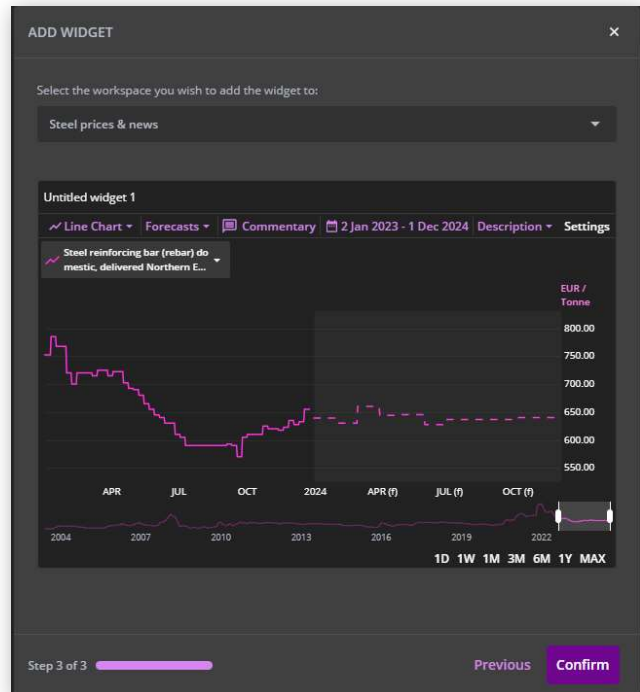 ADD WIDGET ×
Select the workspace you wish to add the widget to:
Steel prices & news
Untitled widget 1
Line Chart Forecasts Commentary 2 Jan 2023 - 1 Dec 2024 Description Settings
Steel reinforcing bar (rebar) do
mestic, delivered Northern E...
EUR /
Tonne
800.00
750.00
700.00
650.00
600.00
550.00
APR JUL OCT 2024 APR (f) JUL (f) OCT (f)
2004 2007 2010 2013 2016 2019 2022
1D 1W 1M 3M 6M 1Y MAX
Step 3 of 3 Previous Confirm